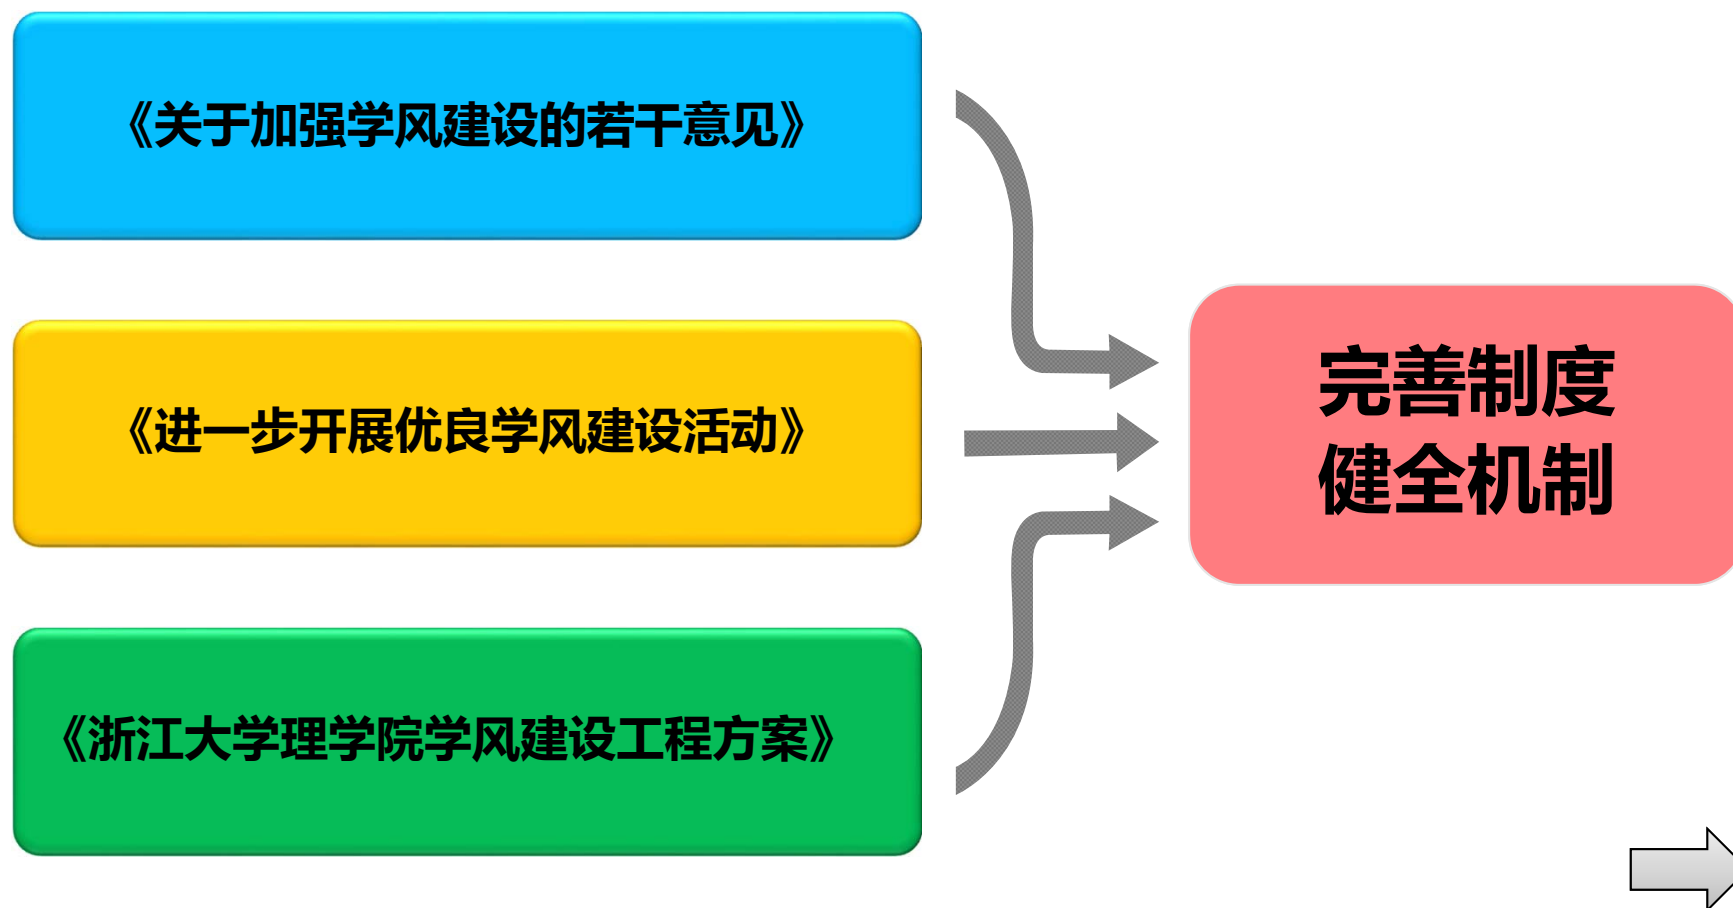 《关于加强学风建设的若干意见》
《进一步开展优良学风建设活动》
《浙江大学理学院学风建设工程方案》
完善制度
健全机制